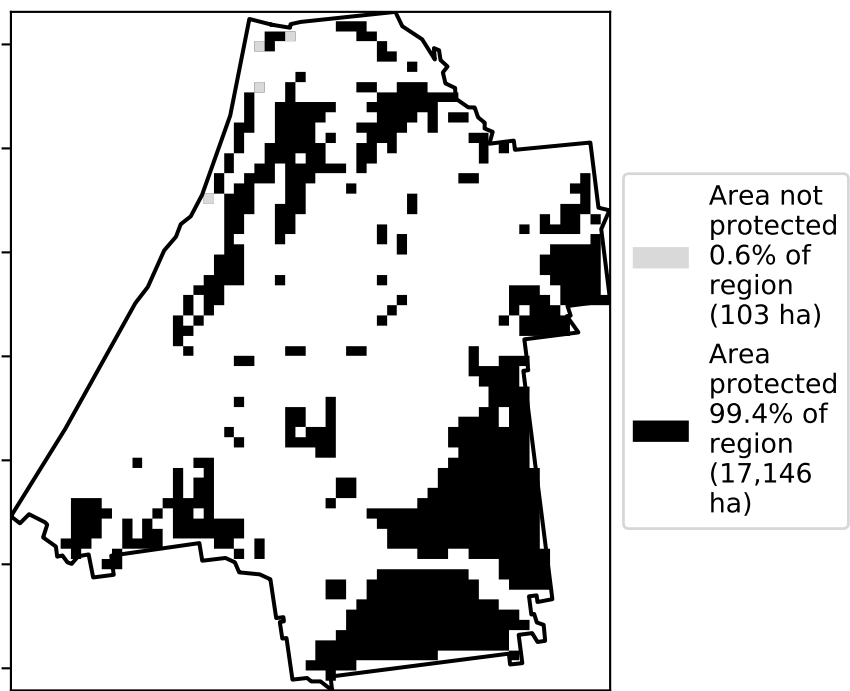 Area not
protected
0.6% of
region
(103 ha)
Area
protected
99.4% of
region
(17,146
ha)